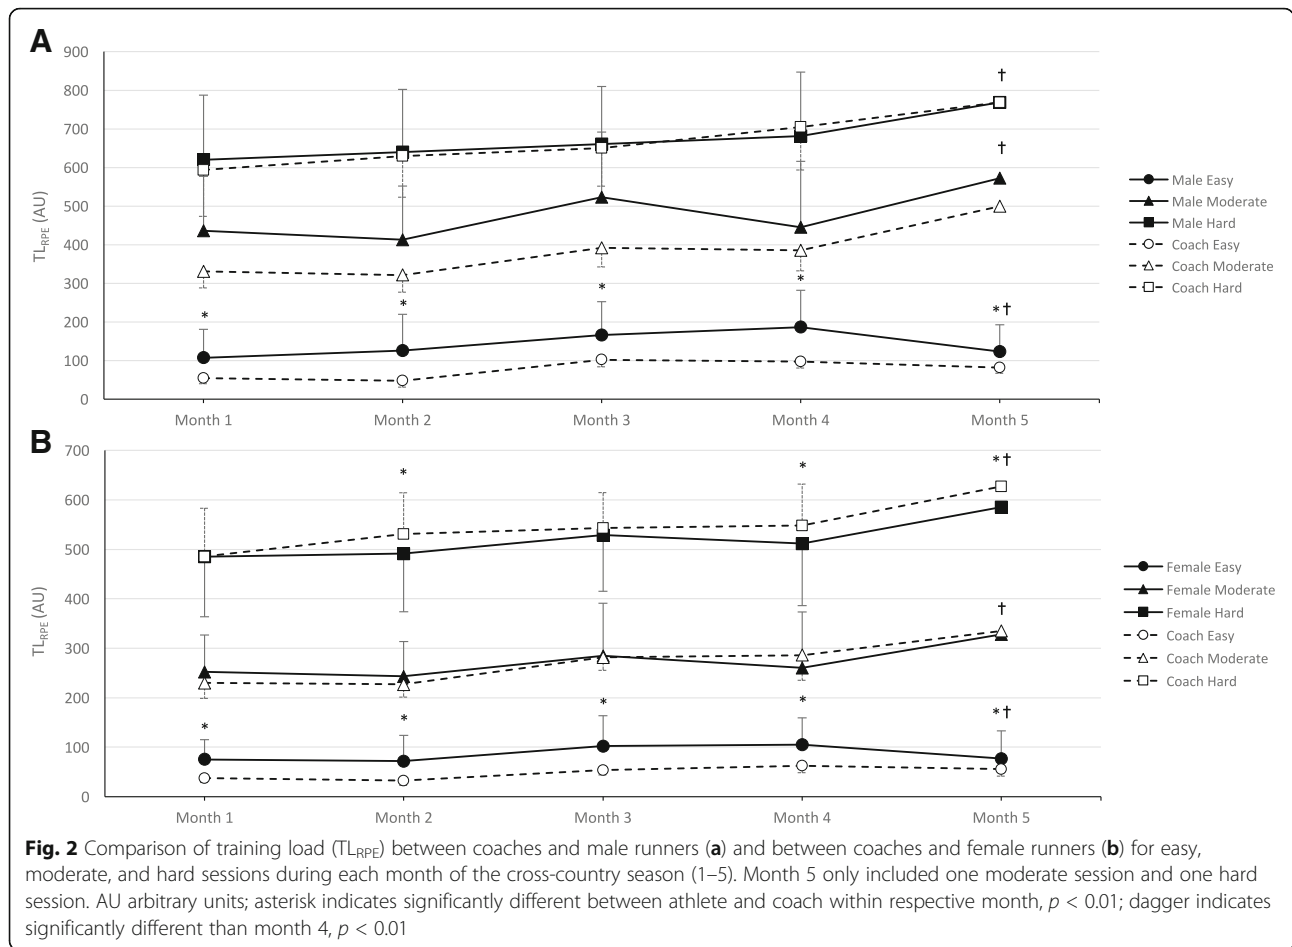 A
900
800
†
700
600
†
500
400
300
*
*
*
*
* †
200
100
0
TLRPE (AU)
Month 1 Month 2 Month 3 Month 4 Month 5
Male Easy
Male Moderate
Male Hard
Coach Easy
Coach Moderate
Coach Hard
B
700
* * * †
600
500
400
†
300
200
* * * * * †
100
0
TLRPE (AU)
Month 1 Month 2 Month 3 Month 4 Month 5
Female Easy
Female Moderate
Female Hard
Coach Easy
Coach Moderate
Coach Hard
Fig. 2 Comparison of training load (TLRPE) between coaches and male runners (a) and between coaches and female runners (b) for easy,
moderate, and hard sessions during each month of the cross-country season (1–5). Month 5 only included one moderate session and one hard
session. AU arbitrary units; asterisk indicates significantly different between athlete and coach within respective month, p < 0.01; dagger indicates
significantly different than month 4, p < 0.01